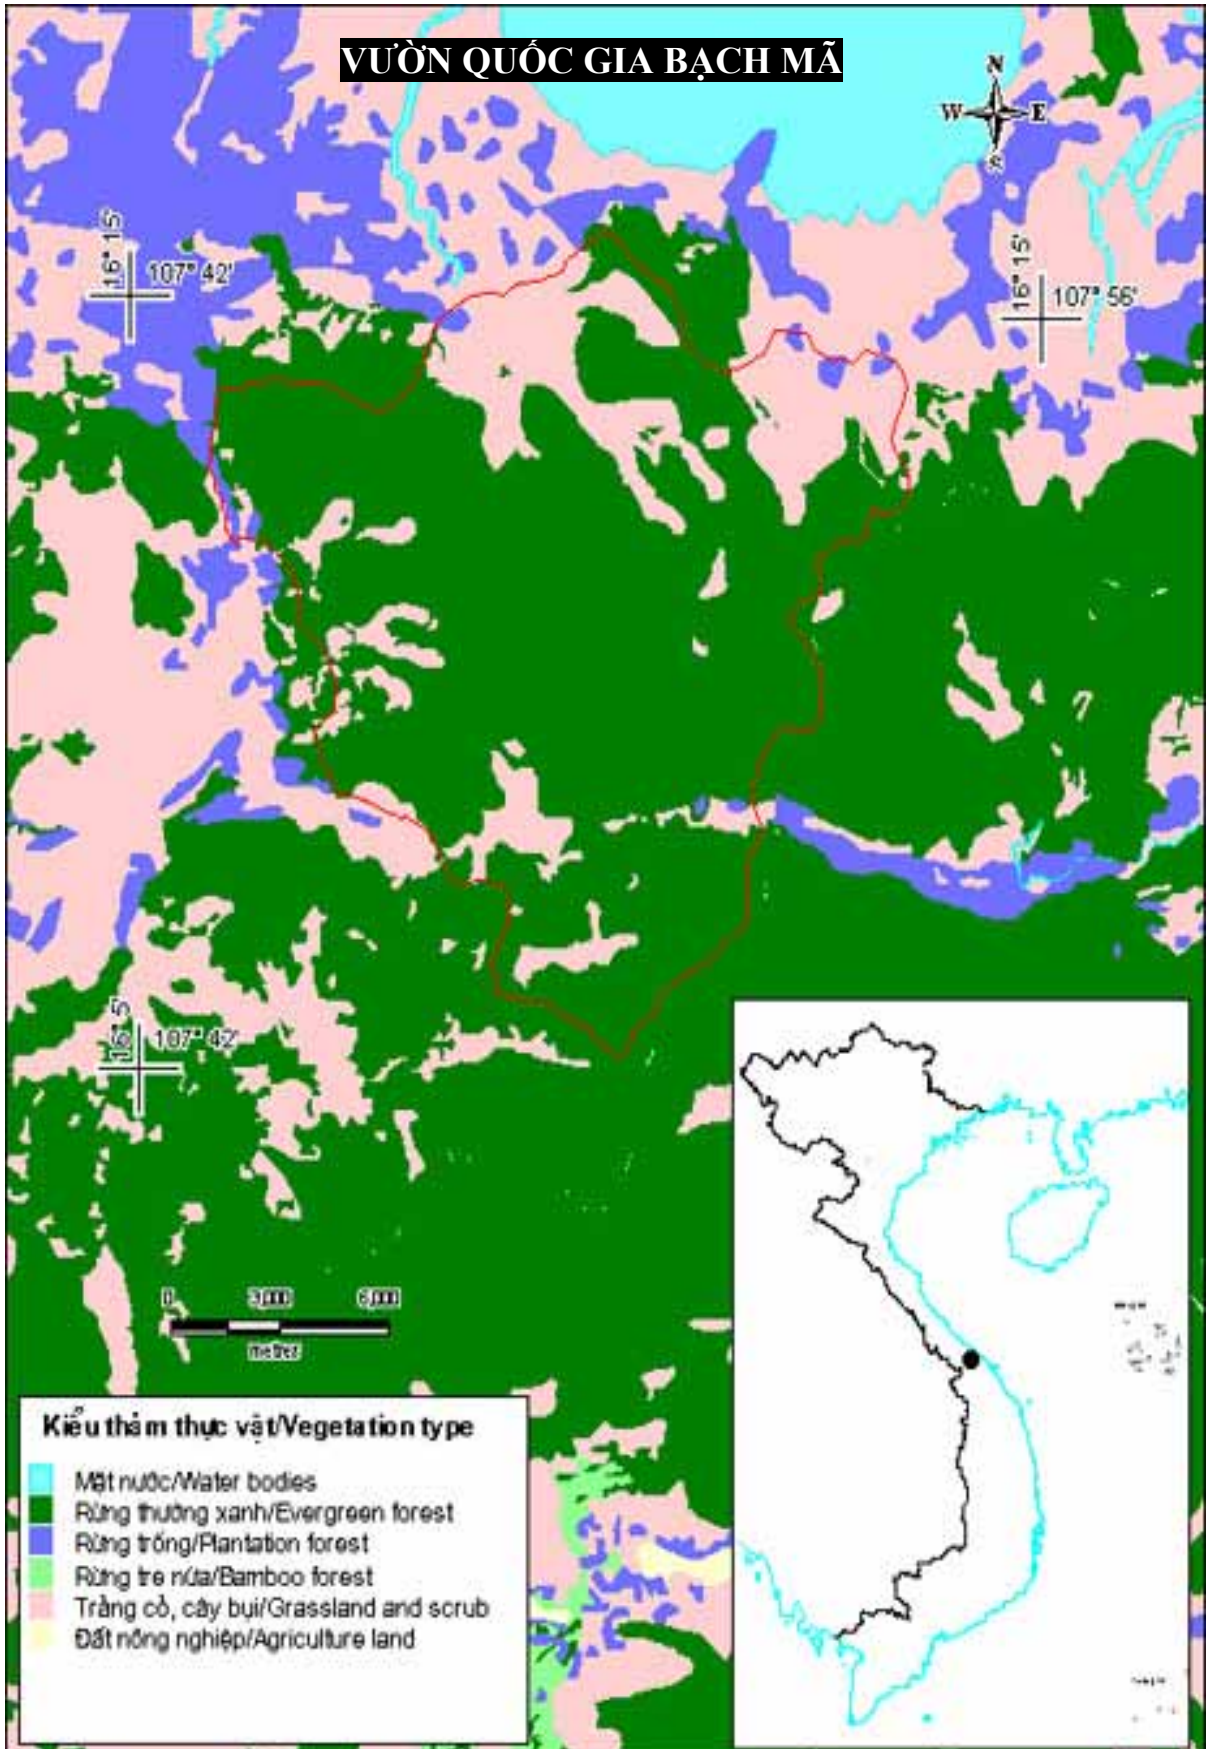 VƯỜN QUỐC GIA BẠCH MÃ
N
W E
S
16° 15'
107° 42'
16° 15'
107° 56'
16° 5'
107° 42'
0 3,000 6,000
metres
Kiểu thảm thực vật/Vegetation type
Mặt nước/Water bodies
Rừng thường xanh/Evergreen forest
Rừng trồng/Plantation forest
Rừng tre nứa/Bamboo forest
Trảng cỏ, cây bụi/Grassland and scrub
Đất nông nghiệp/Agriculture land